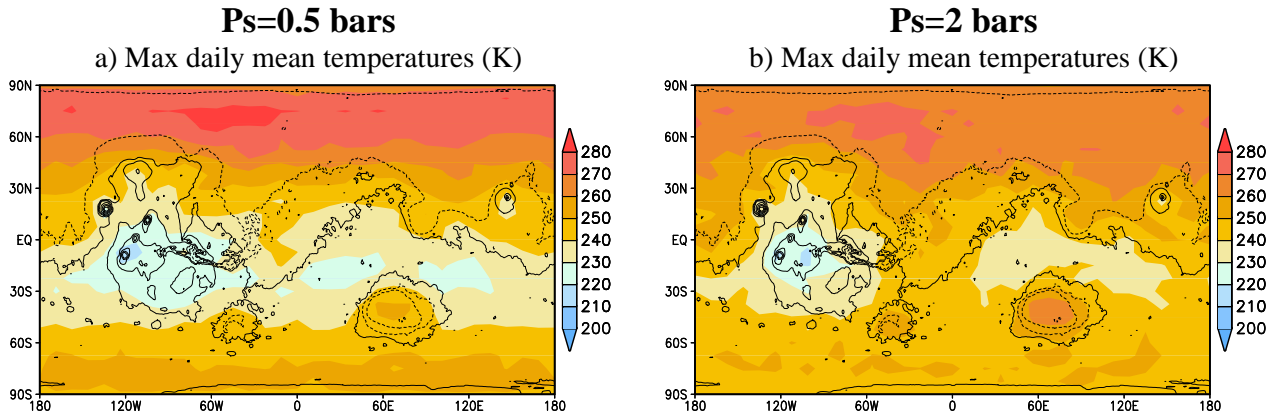 Ps=0.5 bars
a) Max daily mean temperatures (K)
90N
60N
30N
EQ
30S
60S
90S
180 120W 60W 0 60E 120E 180
280
270
260
250
240
230
220
210
200
Ps=2 bars
b) Max daily mean temperatures (K)
90N
60N
30N
EQ
30S
60S
90S
180 120W 60W 0 60E 120E 180
280
270
260
250
240
230
220
210
200